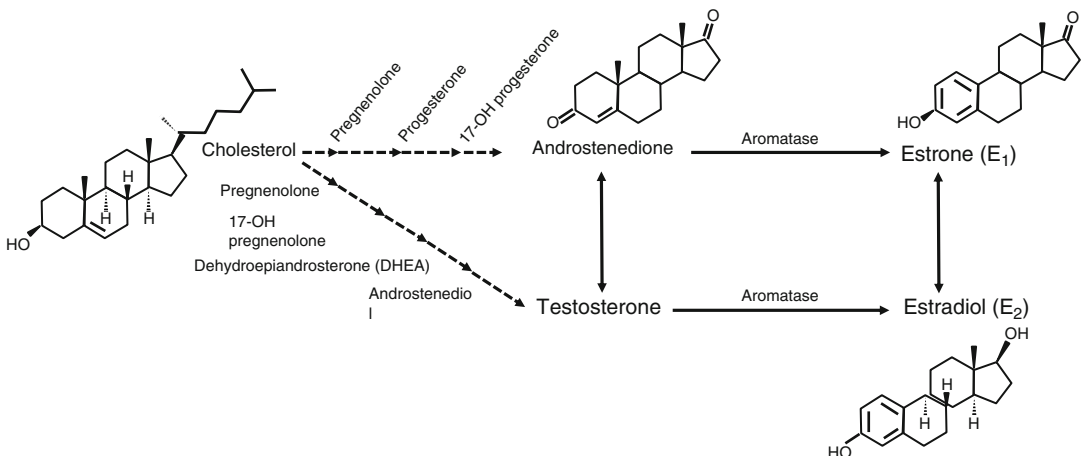 Pregnenolone
Progesterone
17-OH progesterone
O
O
O
HO
Cholesterol
Androstenedione
Aromatase
Estrone (E1)
H
H
H
HO
Pregnenolone
17-OH
pregnenolone
Dehydroepiandrosterone (DHEA)
Androstenedio
l
Testosterone
Aromatase
Estradiol (E2)
OH
H
H
H
HO